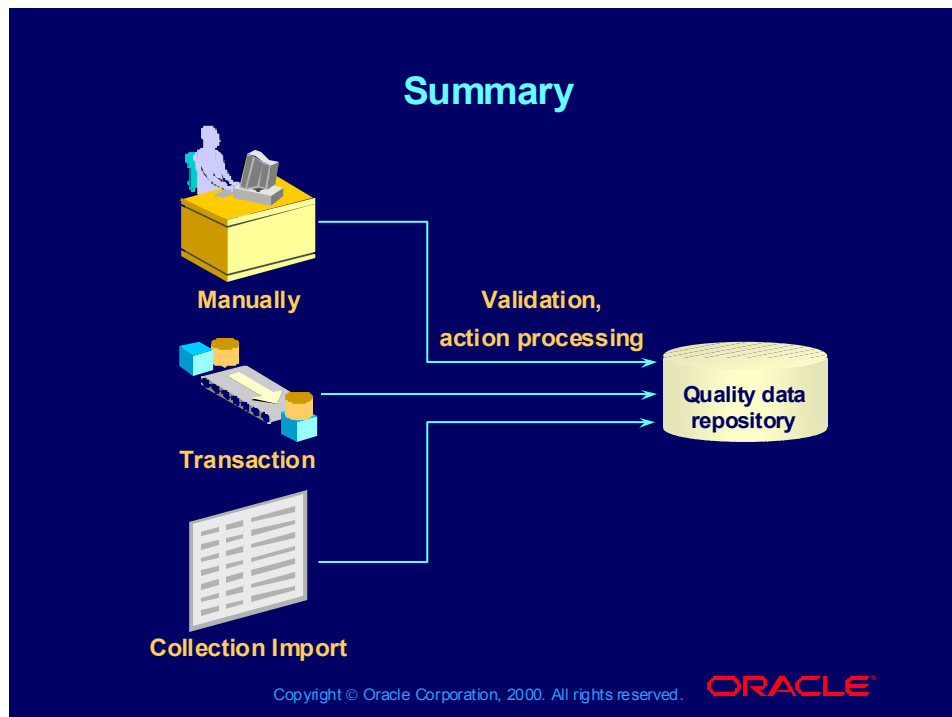 Summary
Manually
Validation,
action processing
Quality data
repository
Transaction
Collection Import
Copyright © Oracle Corporation, 2000. All rights reserved.
ORACLE®